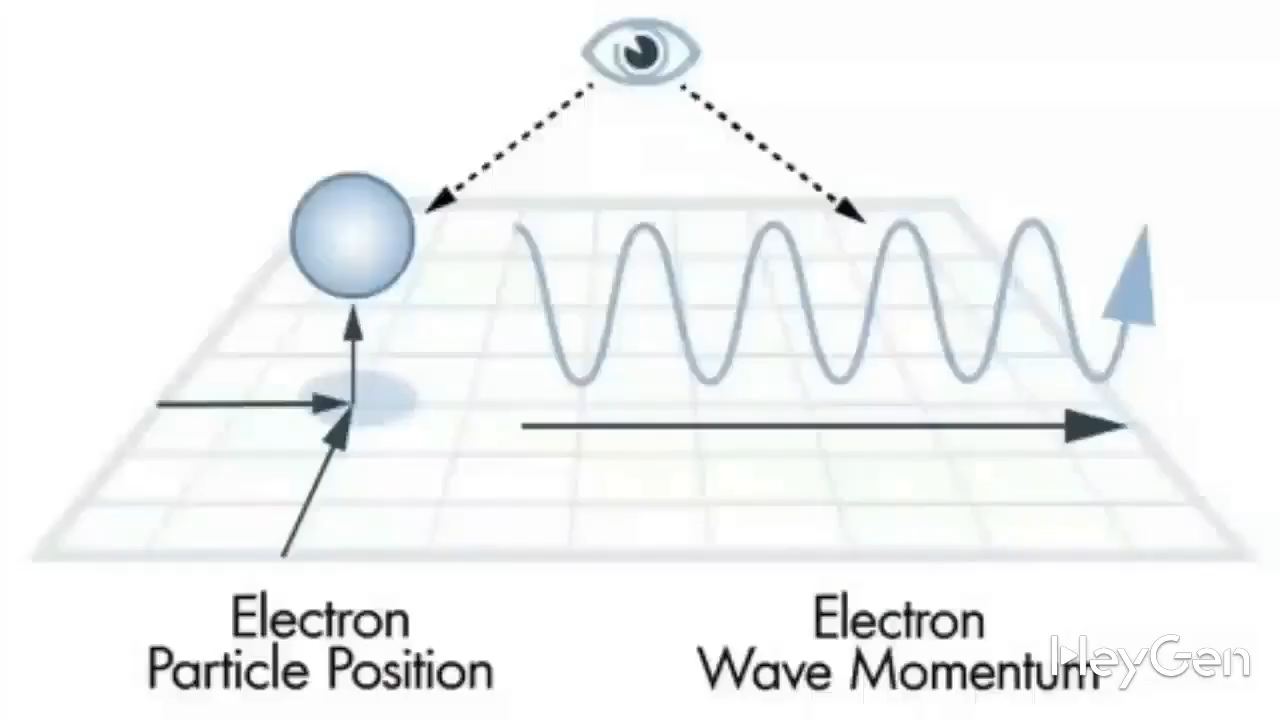 Electron
Particle Position
Electron
Wave Momentum
HeyGen